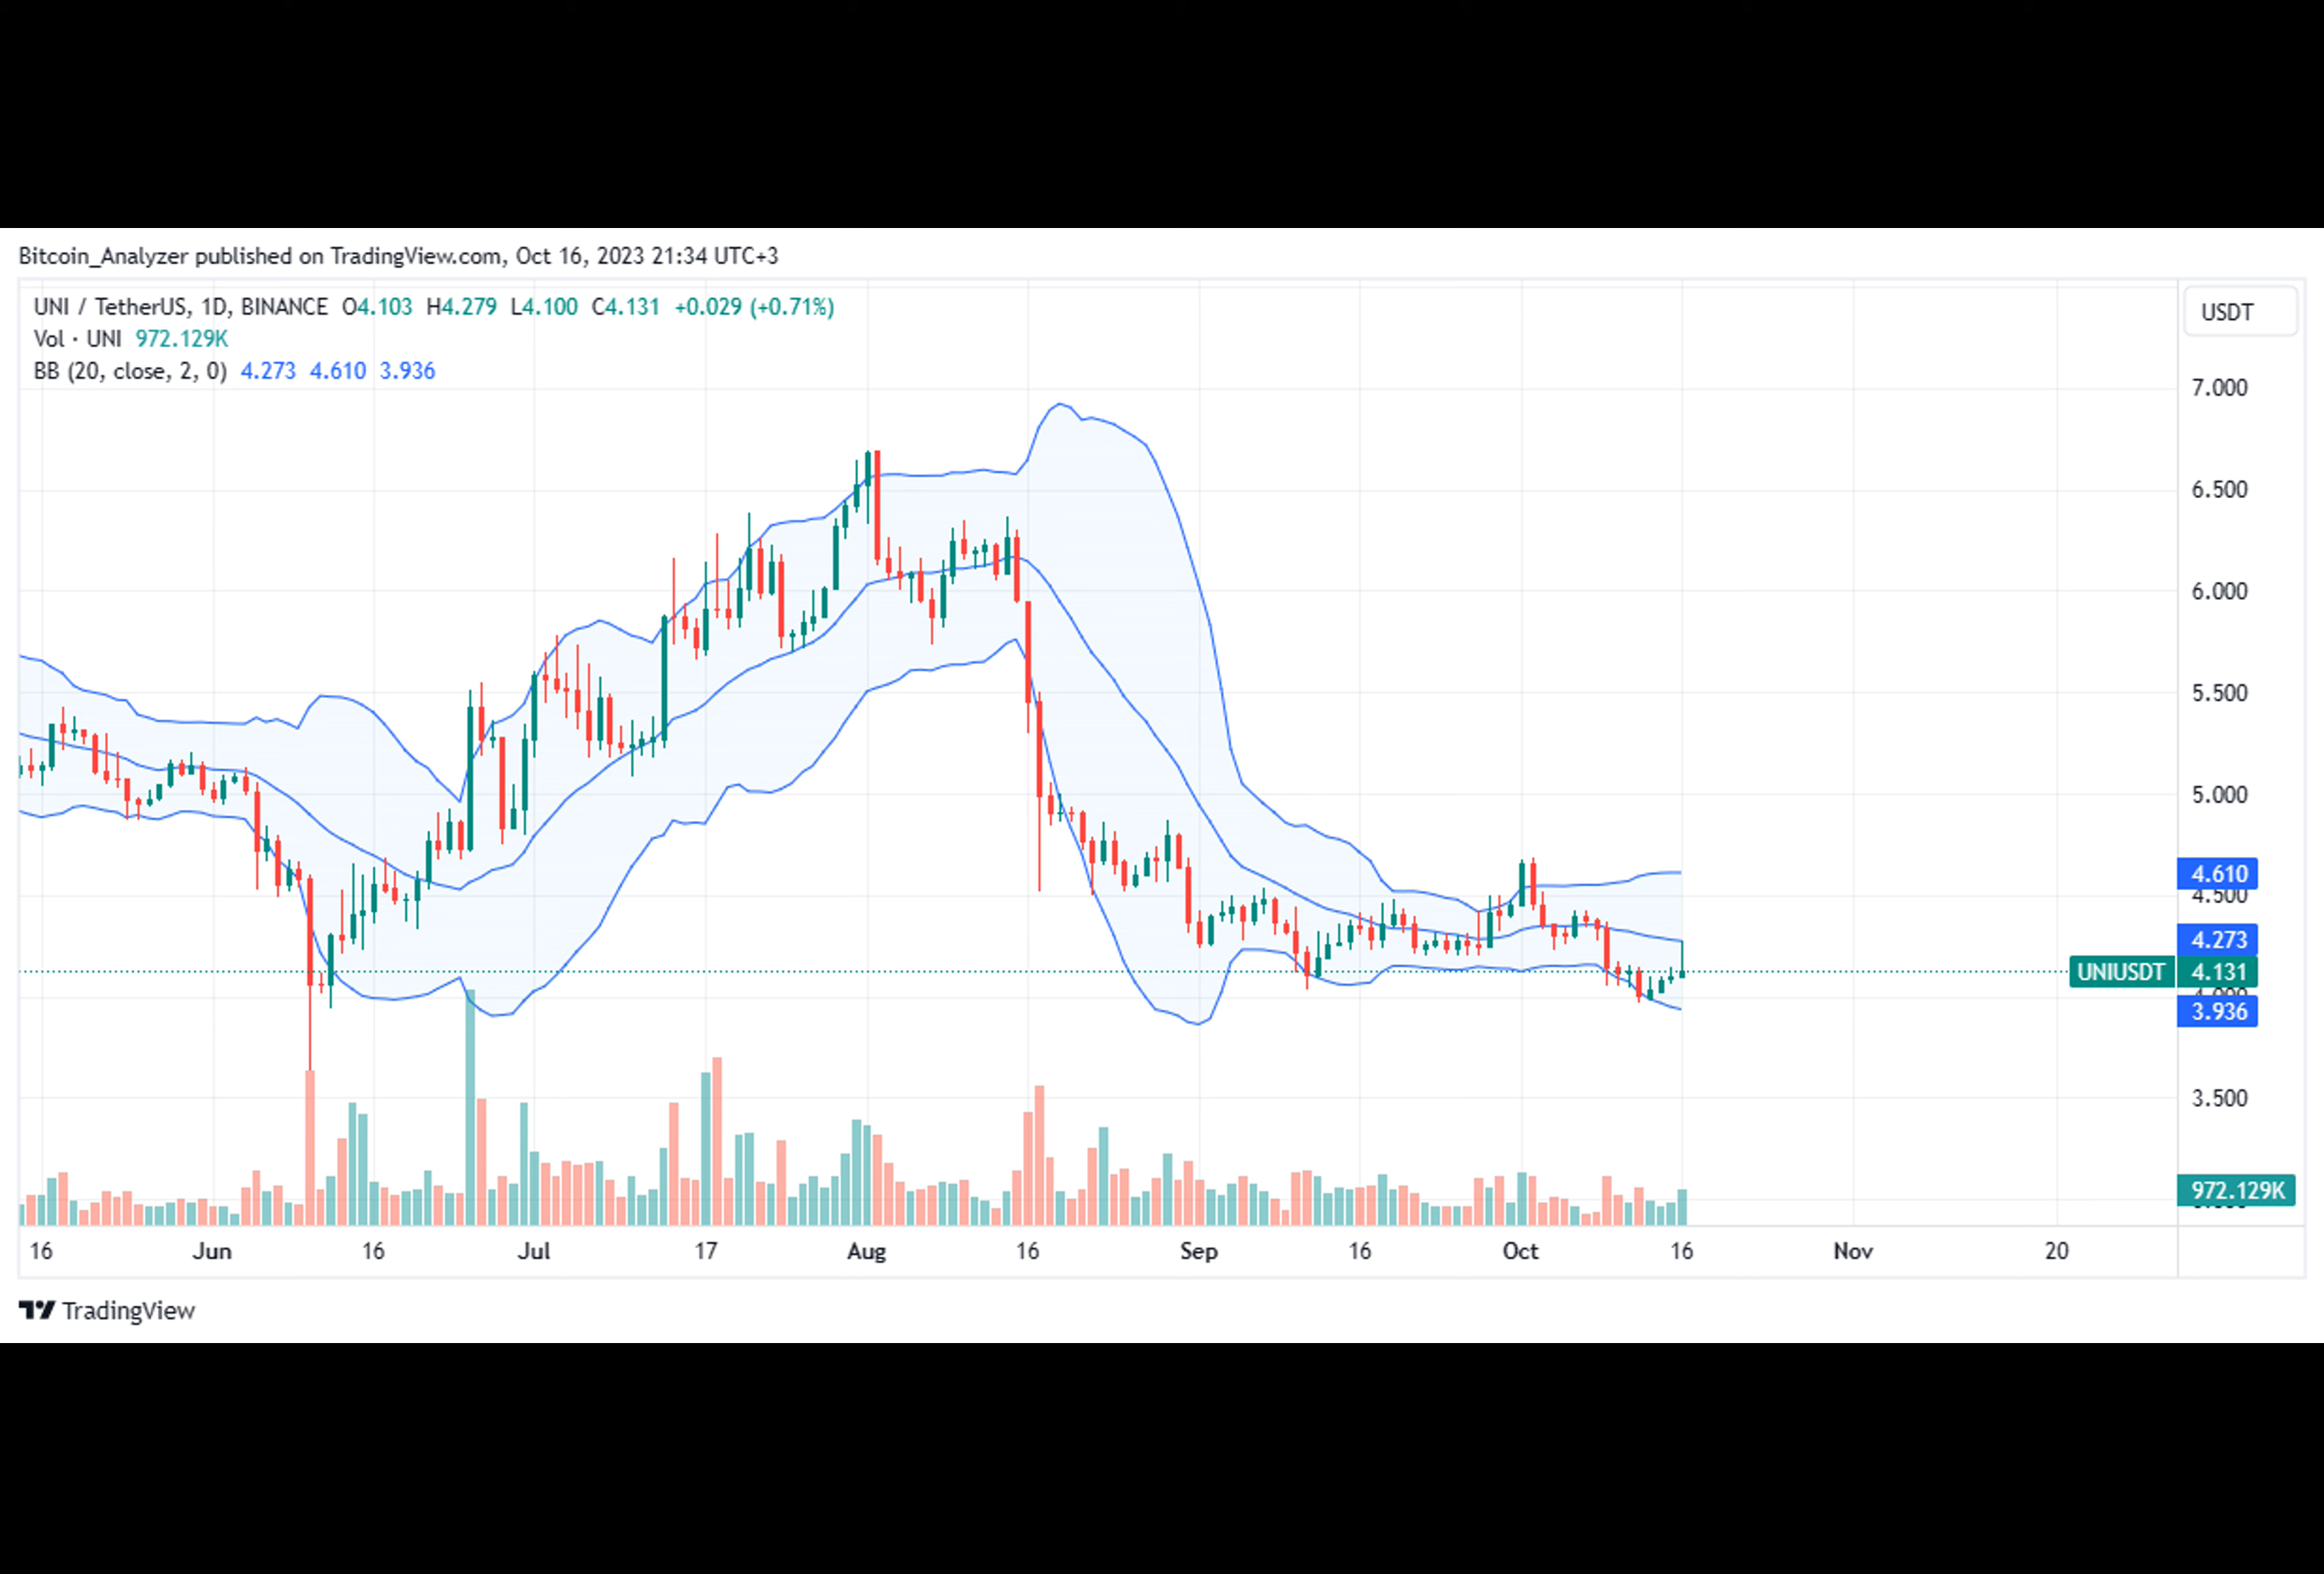 Bitcoin_Analyzer published on TradingView.com, Oct 16, 2023 21:34 UTC+3
UNI / TetherUS, 1D, BINANCE O4.103 H4.279 L4.100 C4.131 +0.029 (+0.71%)
Vol · UNI 972.129K
BB (20, close, 2, 0) 4.273 4.610 3.936
USDT
7.000
6.500
6.000
5.500
5.000
4.610
4.500
4.273
UNIUSDT 4.131
3.936
3.500
972.129K
16 Jun 16 Jul 17 Aug 16 Sep 16 Oct 16 Nov 20
TradingView